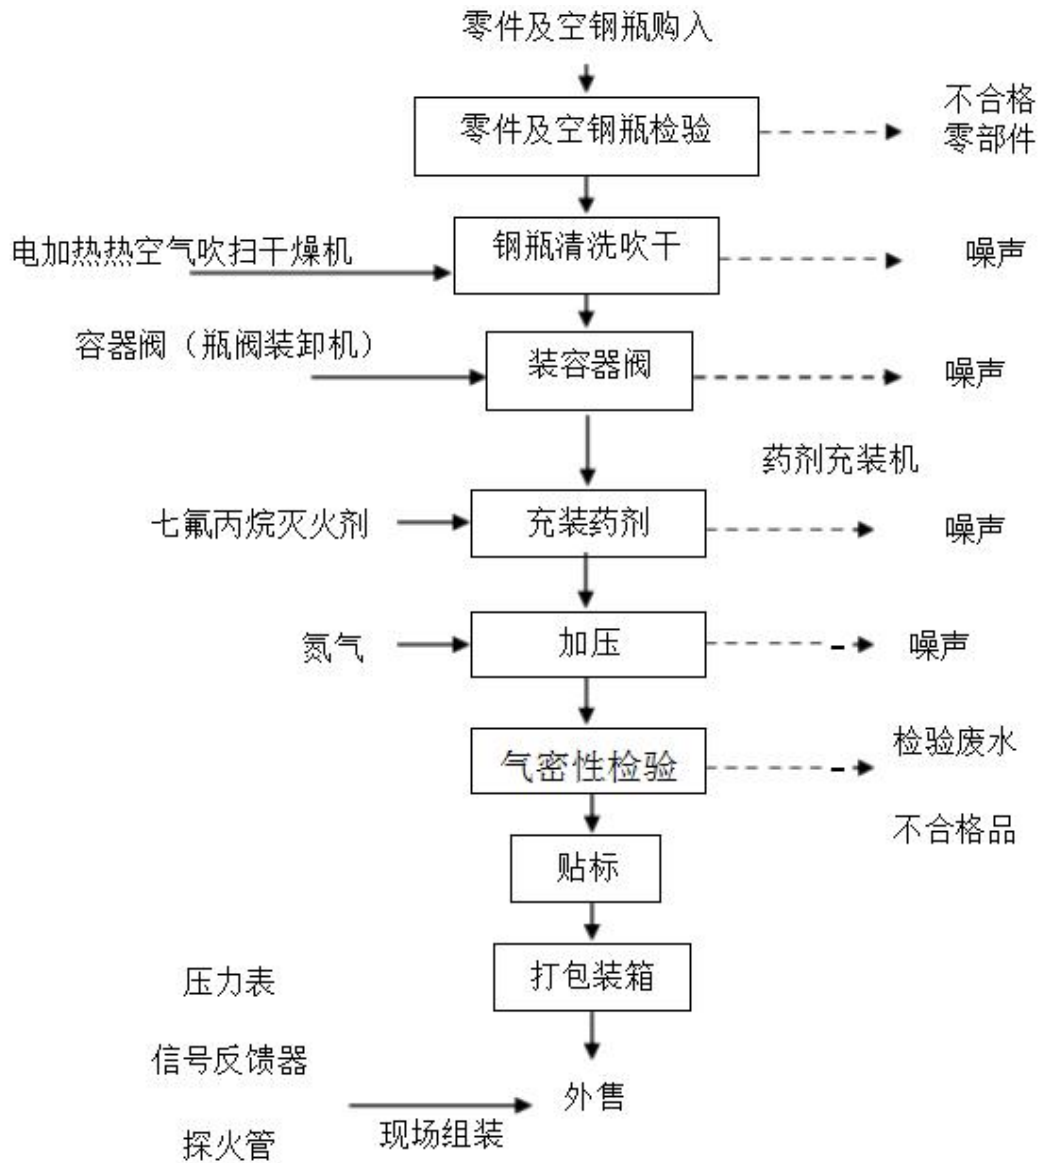 零件及空钢瓶购入
零件及空钢瓶检验
不合格
零部件
电加热热空气吹扫干燥机
钢瓶清洗吹干
噪声
容器阀（瓶阀装卸机）
装容器阀
噪声
药剂充装机
七氟丙烷灭火剂
充装药剂
噪声
氮气
加压
噪声
气密性检验
检验废水
不合格品
贴标
打包装箱
压力表
信号反馈器
探火管
现场组装
外售